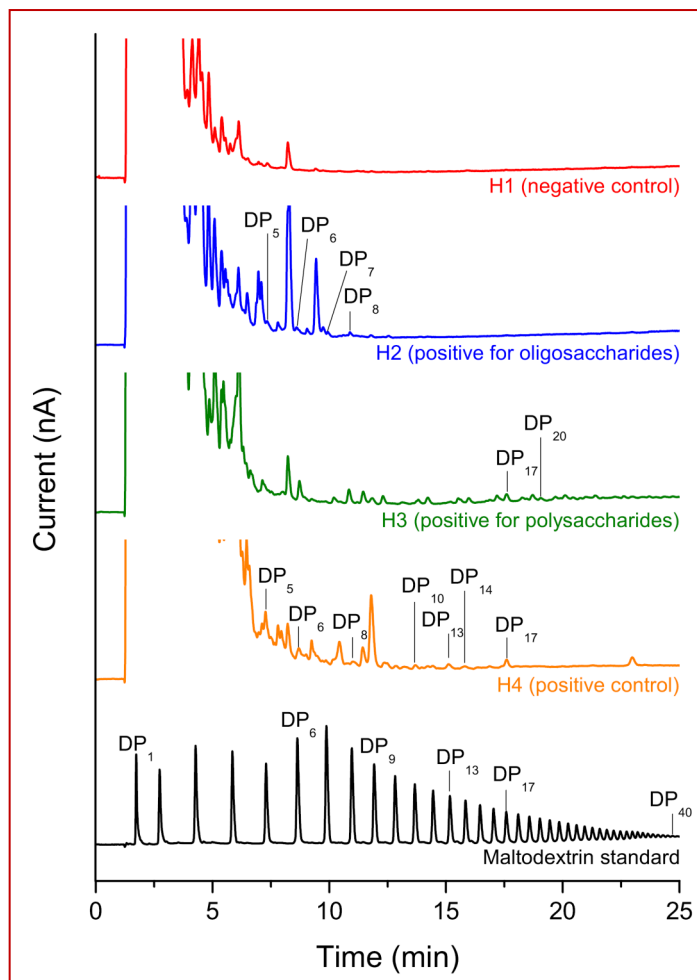 H1 (negative control)
DP5
DP6
DP7
DP8
H2 (positive for oligosaccharides)
DP20
DP17
H3 (positive for polysaccharides)
DP5
DP6
DP8
DP10
DP14
DP13
DP17
H4 (positive control)
DP1
DP6
DP9
DP13
DP17
DP40
Maltodextrin standard
Current (nA)
0 5 10 15 20 25
Time (min)